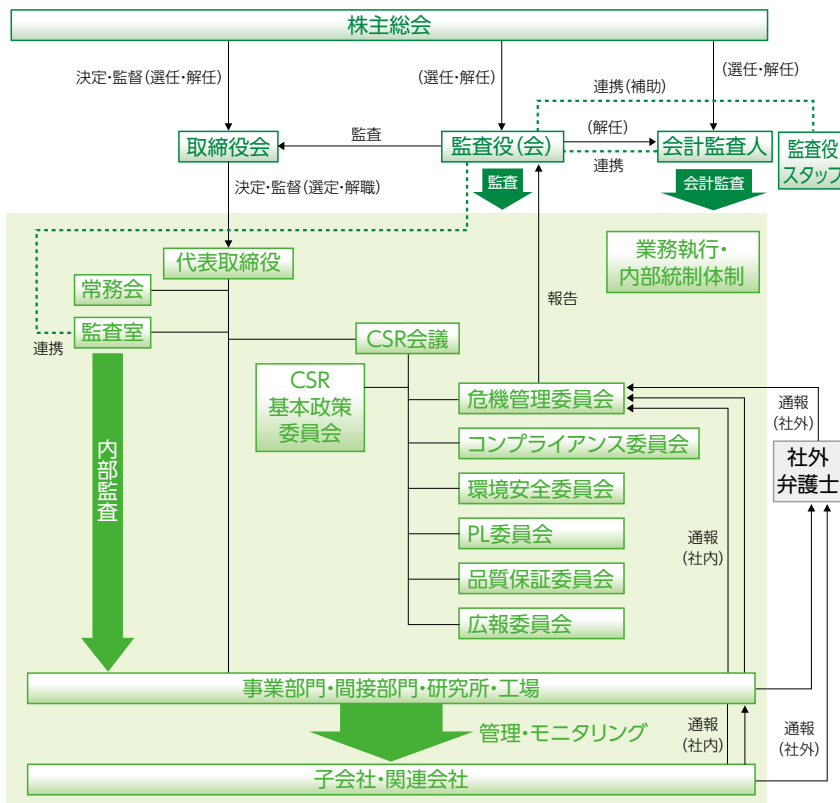 株主総会
決定・監督(選任・解任)
(選任・解任)
(選任・解任)
連携(補助)
取締役会
監査
監査役(会)
(解任)
連携
会計監査人
監査役
スタッフ
決定・監督(選定・解職)
監査
会計監査
代表取締役
業務執行・
内部統制体制
常務会
報告
監査室
連携
CSR会議
CSR
基本政策
委員会
危機管理委員会
通報
(社外)
コンプライアンス委員会
社外
弁護士
内部監査
環境安全委員会
PL委員会
通報
(社内)
品質保証委員会
広報委員会
事業部門・間接部門・研究所・工場
管理・モニタリング
通報
(社内)
通報
(社外)
子会社・関連会社